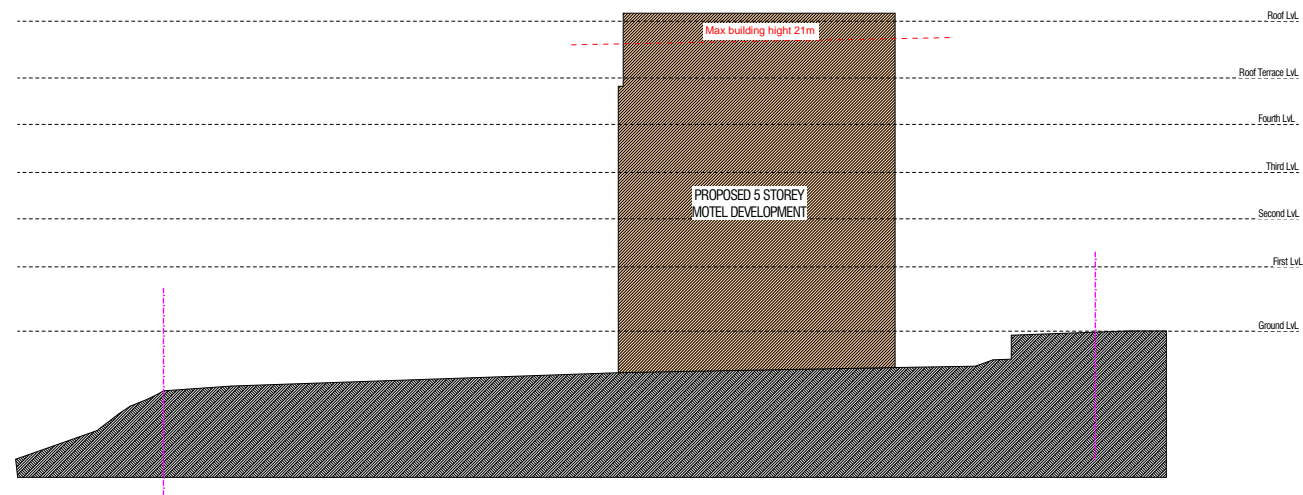 Roof LvL
Max building hight 21m
Roof Terrace LvL
Fourth LvL
Third LvL
PROPOSED 5 STOREY
MOTEL DEVELOPMENT
Second LvL
First LvL
Ground LvL